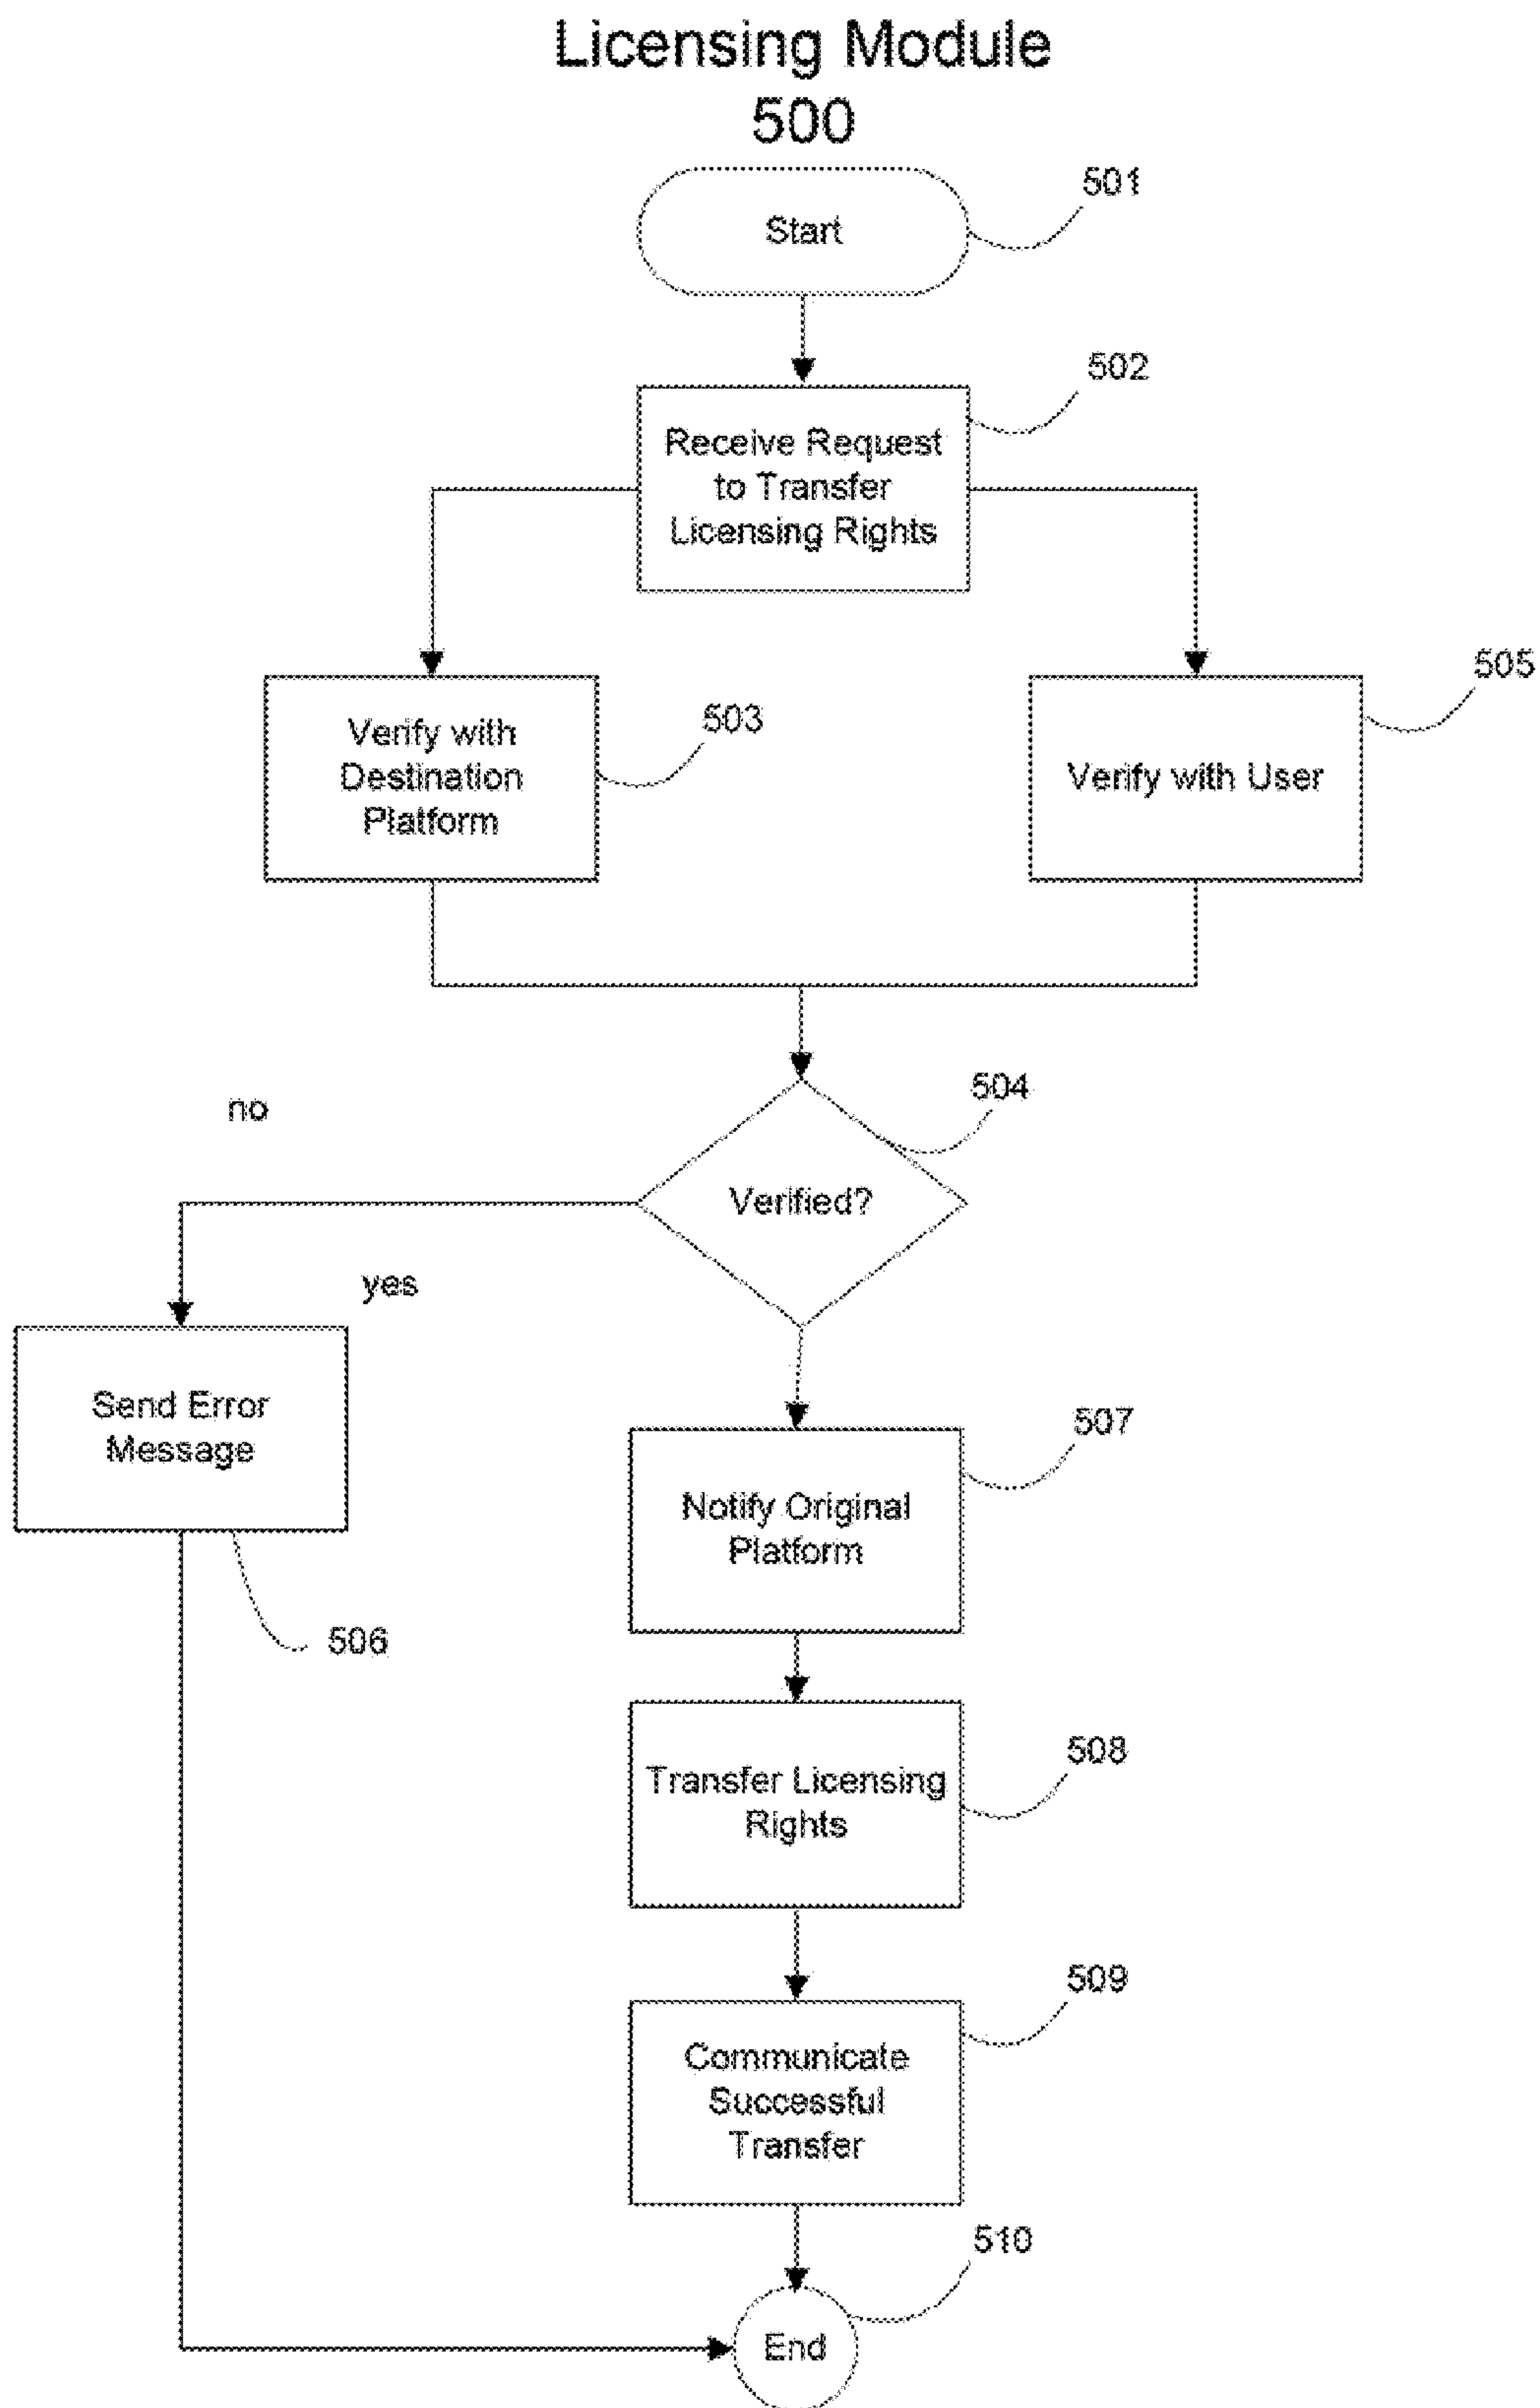 Licensing Module
500
Start
501
502
Receive Request
to Transfer
Licensing Rights
503
Verify with
Destination
Platform
505
Verify with User
504
no
Verified?
yes
Send Error
Message
506
507
Notify Original
Platform
508
Transfer Licensing
Rights
509
Communicate
Successful
Transfer
510
End